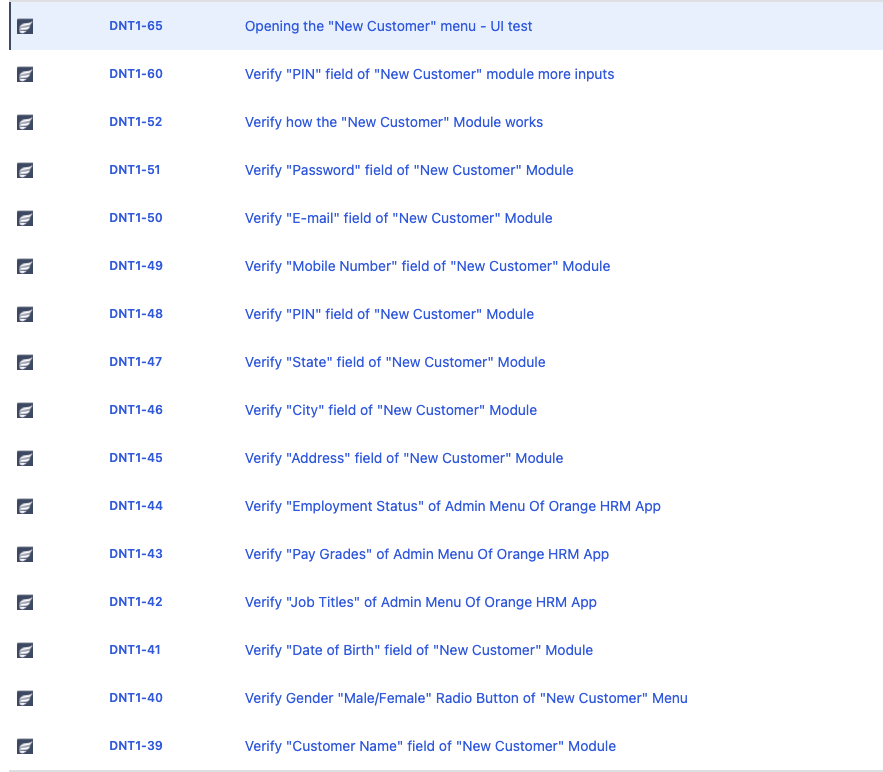 DNT1-65 Opening the "New Customer" menu - UI test
DNT1-60 Verify "PIN" field of "New Customer" module more inputs
DNT1-52 Verify how the "New Customer" Module works
DNT1-51 Verify "Password" field of "New Customer" Module
DNT1-50 Verify "E-mail" field of "New Customer" Module
DNT1-49 Verify "Mobile Number" field of "New Customer" Module
DNT1-48 Verify "PIN" field of "New Customer" Module
DNT1-47 Verify "State" field of "New Customer" Module
DNT1-46 Verify "City" field of "New Customer" Module
DNT1-45 Verify "Address" field of "New Customer" Module
DNT1-44 Verify "Employment Status" of Admin Menu Of Orange HRM App
DNT1-43 Verify "Pay Grades" of Admin Menu Of Orange HRM App
DNT1-42 Verify "Job Titles" of Admin Menu Of Orange HRM App
DNT1-41 Verify "Date of Birth" field of "New Customer" Module
DNT1-40 Verify Gender "Male/Female" Radio Button of "New Customer" Menu
DNT1-39 Verify "Customer Name" field of "New Customer" Module